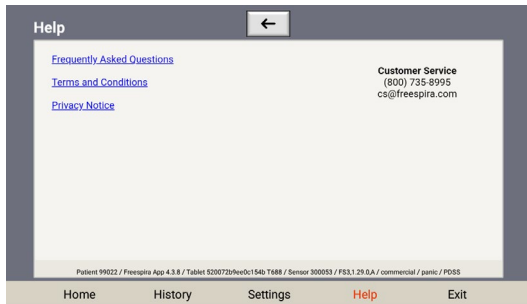 Help
Frequently Asked Questions
Terms and Conditions
Privacy Notice
Customer Service
(800) 735-8995
cs@freespira.com
Patient 99022 / Freespira App 4.3.8 / Tablet 520072b9ee0c154b T688 / Sensor 300053 / FS3,1.29.0,A / commercial / panic / PDSS
Home History Settings Help Exit